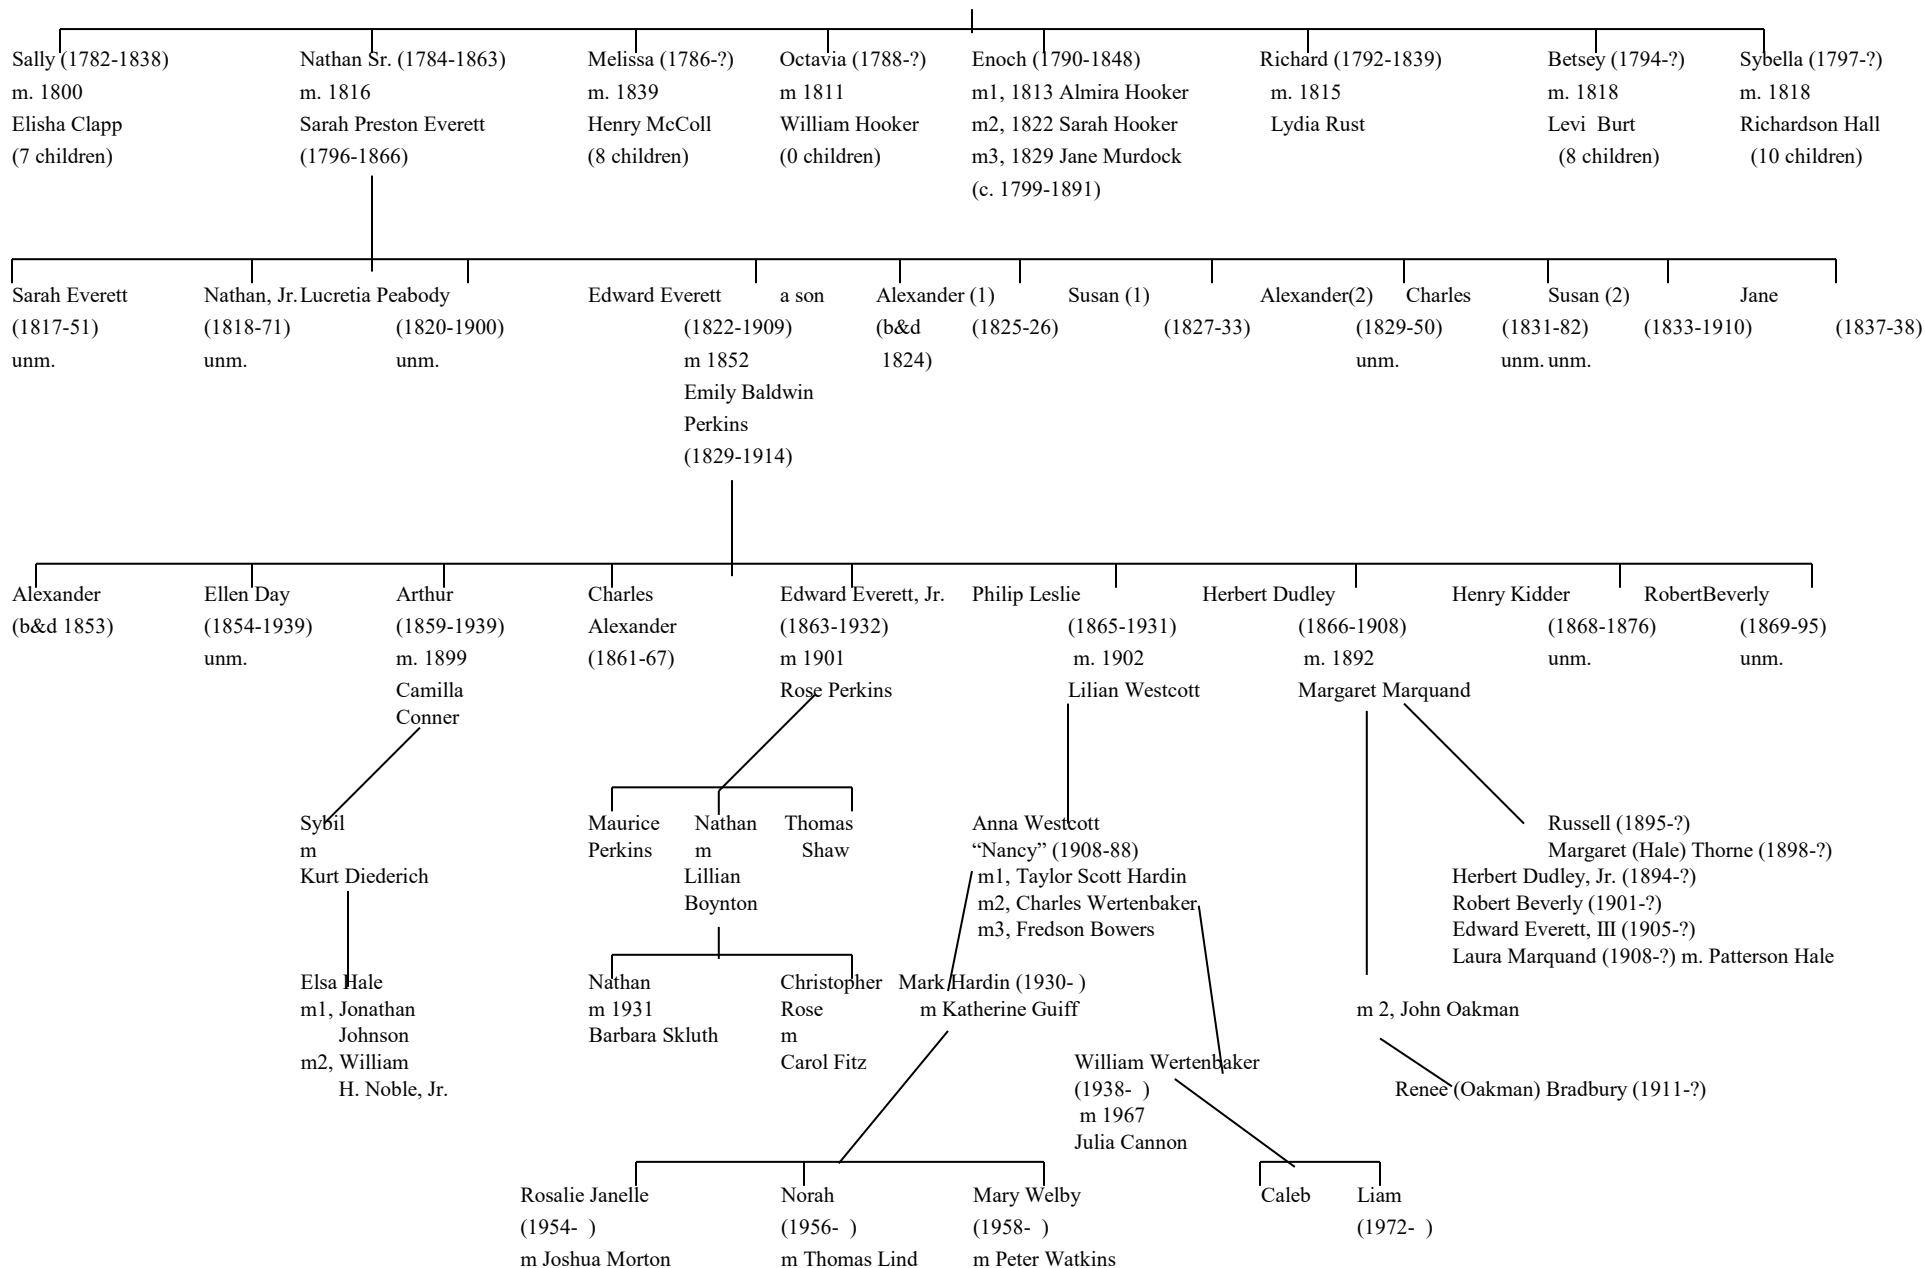 Sally (1782-1838) Nathan Sr. (1784-1863) Melissa (1786-?) Octavia (1788-?) Enoch (1790-1848) Richard (1792-1839) Betsey (1794-?) Sybella (1797-?)
m. 1800 m. 1816 m. 1839 m 1811 m1, 1813 Almira Hooker m. 1815 m. 1818 m. 1818
Elisha Clapp Sarah Preston Everett Henry McColl William Hooker m2, 1822 Sarah Hooker Lydia Rust Levi Burt Richardson Hall
(7 children) (1796-1866) (8 children) (0 children) m3, 1829 Jane Murdock (8 children) (10 children)
(c. 1799-1891)
Sarah Everett Nathan, Jr. Lucretia Peabody Edward Everett a son Alexander (1) Susan (1) Alexander(2) Charles Susan (2) Jane
(1817-51) (1818-71) (1820-1900) (1822-1909) (b&d (1825-26) (1827-33) (1829-50) (1831-82) (1833-1910) (1837-38)
unm. unm. unm. m 1852 1824) unm. unm. unm.
Emily Baldwin
Perkins
(1829-1914)
Alexander Ellen Day Arthur Charles Edward Everett, Jr. Philip Leslie Herbert Dudley Henry Kidder RobertBeverly
(b&d 1853) (1854-1939) (1859-1939) Alexander (1863-1932) (1865-1931) (1866-1908) (1868-1876) (1869-95)
unm. m. 1899 (1861-67) m 1901 m. 1902 m. 1892 unm. unm.
Camilla Rose Perkins Lilian Westcott Margaret Marquand
Conner
Sybil Maurice Nathan Thomas Anna Westcott Russell (1895-?)
m Perkins m Shaw “Nancy” (1908-88) Margaret (Hale) Thorne (1898-?)
Kurt Diederich Lillian m1, Taylor Scott Hardin Herbert Dudley, Jr. (1894-?)
Boynton m2, Charles Wertenbaker Robert Beverly (1901-?)
m3, Fredson Bowers Edward Everett, III (1905-?)
Laura Marquand (1908-?) m. Patterson Hale
Elsa Hale Nathan Christopher Mark Hardin (1930- )
m1, Jonathan m 1931 Rose m Katherine Guiff m 2, John Oakman
Johnson Barbara Skluth m
m2, William Carol Fitz William Wertenbaker
H. Noble, Jr. (1938- ) Renee (Oakman) Bradbury (1911-?)
m 1967
Julia Cannon
Rosalie Janelle Norah Mary Welby Caleb Liam
(1954- ) (1956- ) (1958- ) (1972- )
m Joshua Morton m Thomas Lind m Peter Watkins